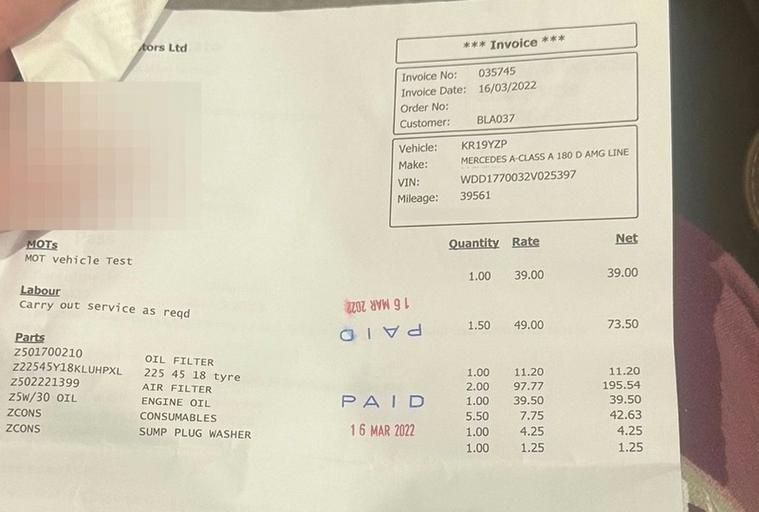 tors Ltd
*** Invoice ***
Invoice No: 035745
Invoice Date: 16/03/2022
Order No:
Customer: BLA037
Vehicle: KR19YZP
Make: MERCEDES A-CLASS A 180 D AMG LINE
VIN: WDD1770032V025397
Mileage: 39561
Quantity Rate Net
MOTs
MOT vehicle Test 1.00 39.00 39.00
Labour
Carry out service as reqd 1.50 49.00 73.50
16 MAR 2022
PAID
Parts
Z501700210 OIL FILTER 1.00 11.20 11.20
Z22545Y18KLUHPXL 225 45 18 tyre 2.00 97.77 195.54
Z502221399 AIR FILTER 1.00 39.50 39.50
Z5W/30 OIL ENGINE OIL 5.50 7.75 42.63
ZCONS CONSUMABLES 1.00 4.25 4.25
ZCONS SUMP PLUG WASHER 1.00 1.25 1.25
PAID
16 MAR 2022